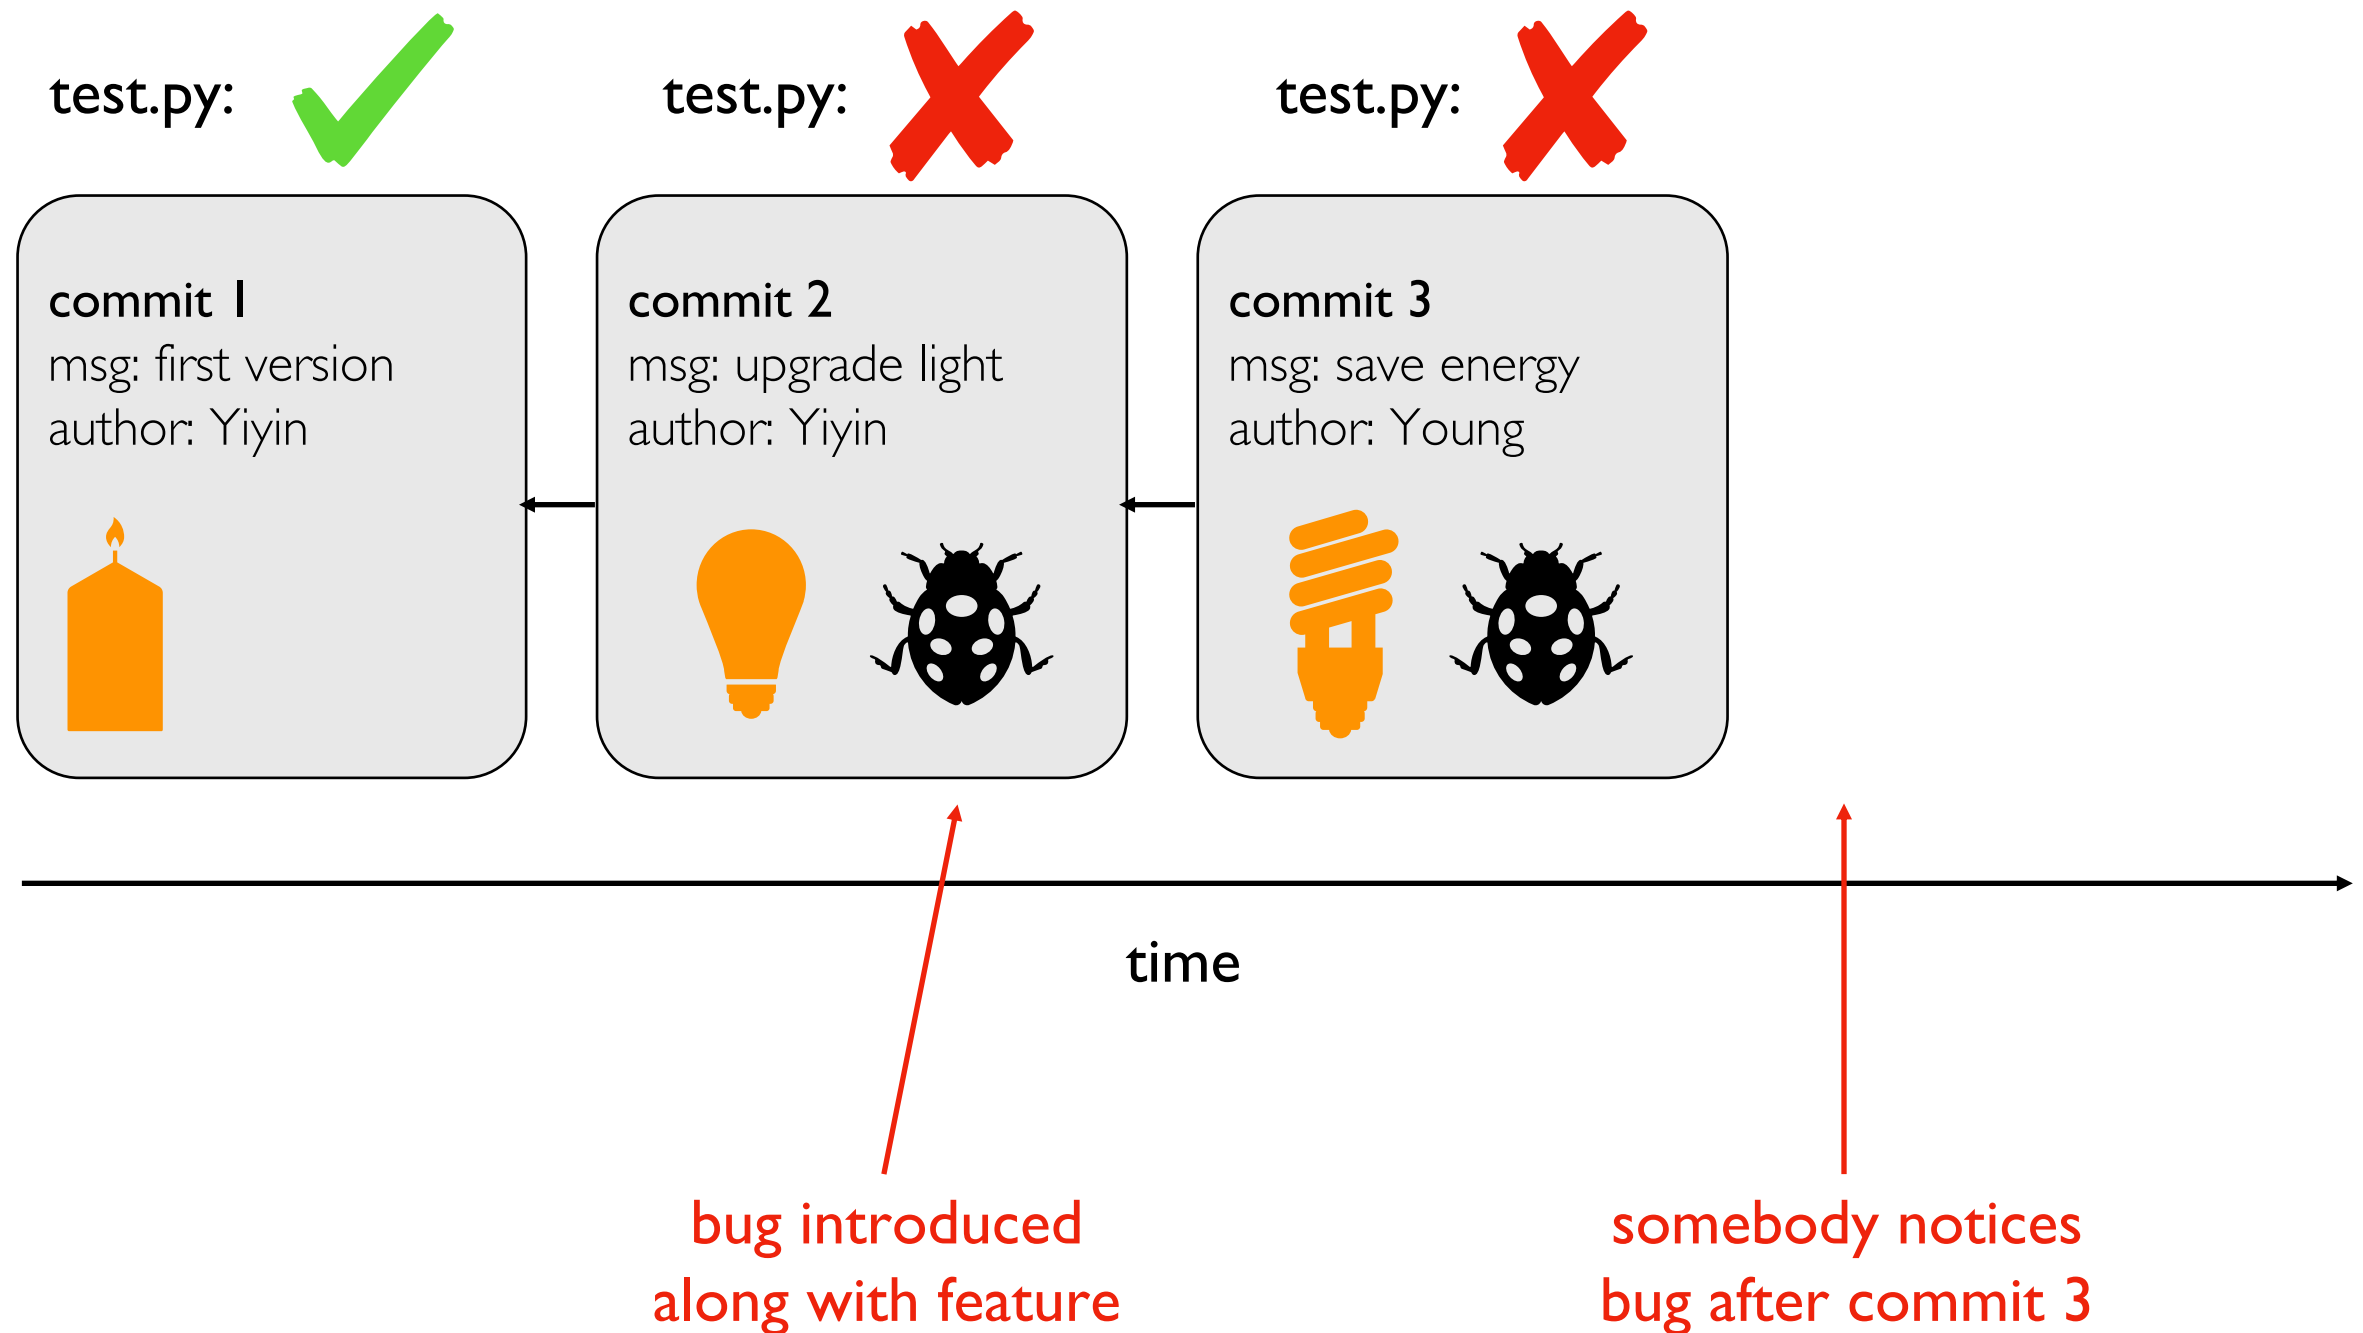 test.py:
test.py:
test.py:
commit 1
msg: first version
author: Yiyin
commit 2
msg: upgrade light
author: Yiyin
commit 3
msg: save energy
author: Young
time
bug introduced
along with feature
somebody notices
bug after commit 3